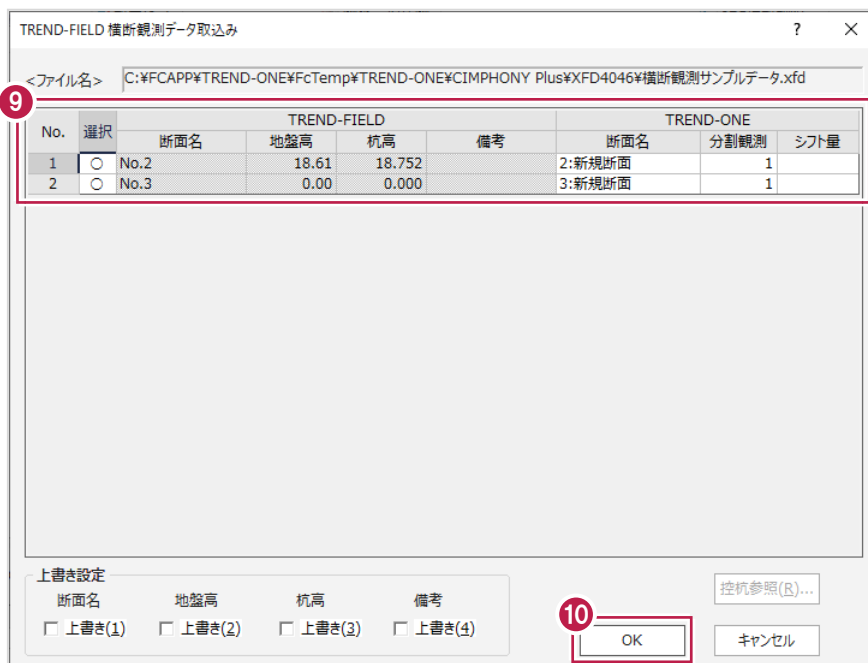 TREND-FIELD 横断観測データ取込み ? ×
<ファイル名> C:¥FCAPP¥TREND-ONE¥FcTemp¥TREND-ONE¥CIMPHONY Plus¥XFD4046¥横断観測サンプルデータ.xfd
9
No. 選択 TREND-FIELD TREND-ONE
断面名 地盤高 杭高 備考 断面名 分割観測 シフト量
1 ○ No.2 18.61 18.752 2:新規断面 1
2 ○ No.3 0.00 0.000 3:新規断面 1
上書き設定
断面名 地盤高 杭高 備考
上書き(1) 上書き(2) 上書き(3) 上書き(4)
控杭参照(R)...
10
OK キャンセル